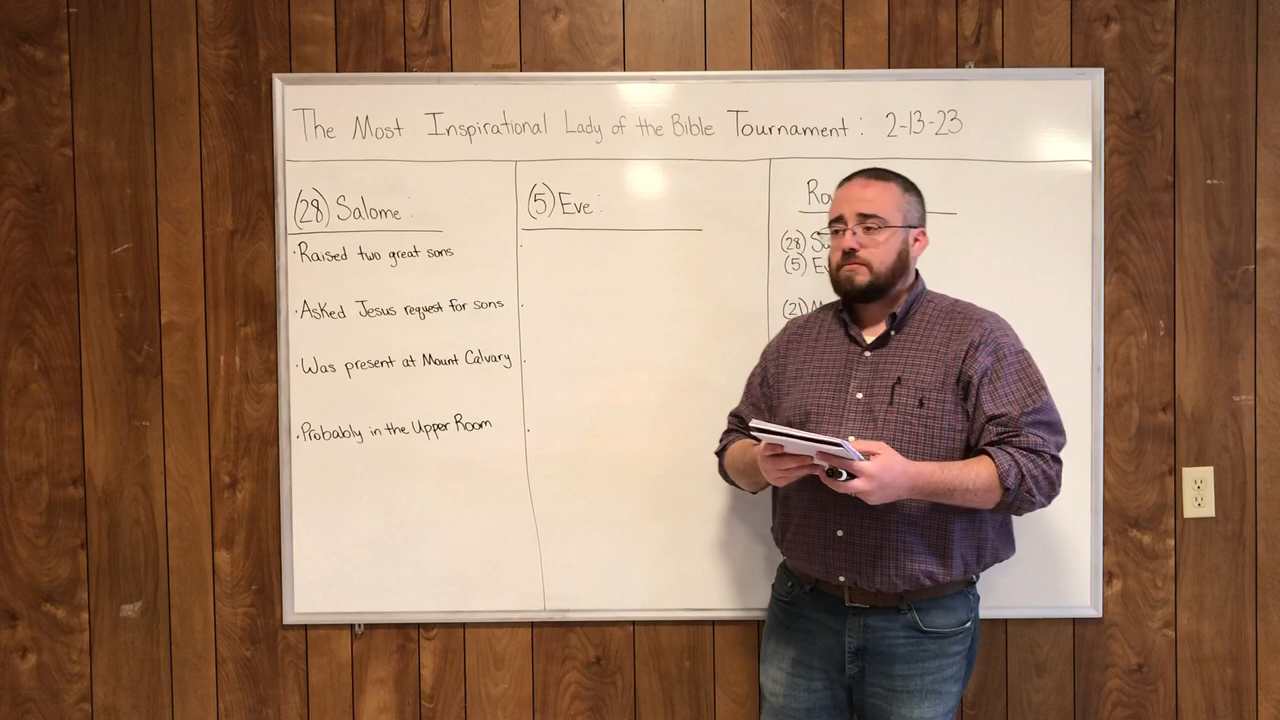 The Most Inspirational Lady of the Bible Tournament: 2-13-23
(28) Salome:
· Raised two great sons
· Asked Jesus request for sons
· Was present at Mount Calvary
· Probably in the Upper Room
(5) Eve:
(28)
(5)
(21)